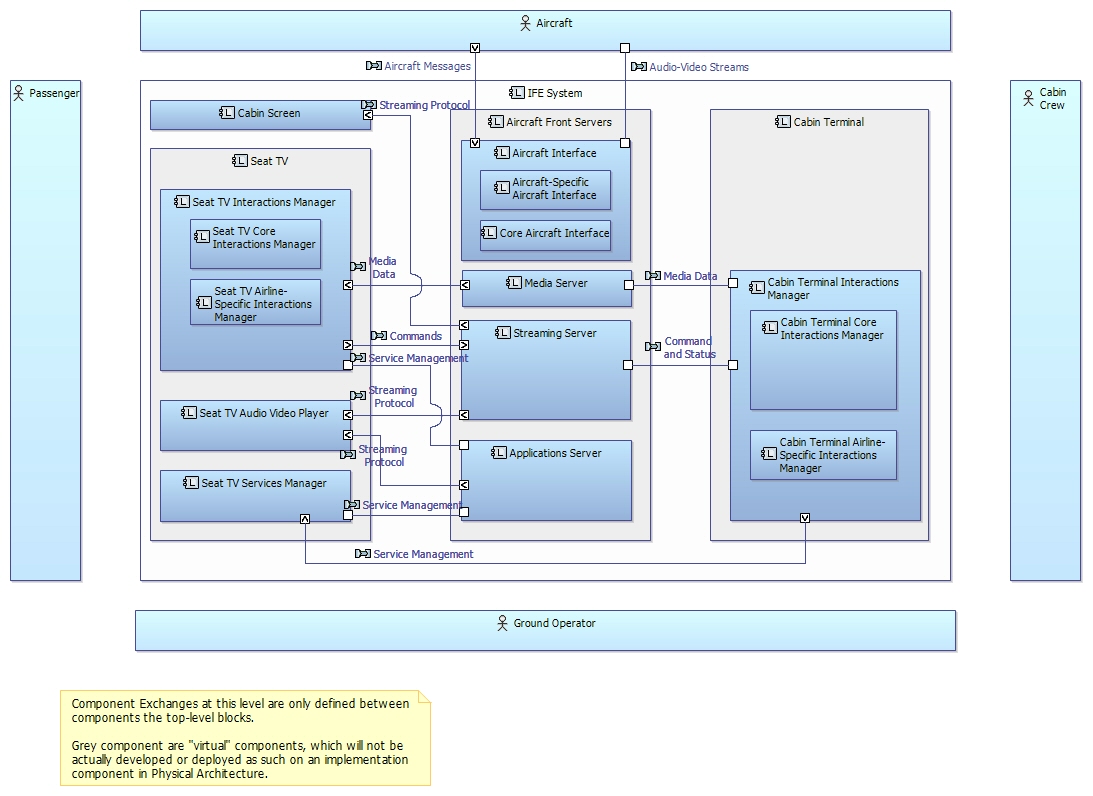 Aircraft
Aircraft Messages
Audio-Video Streams
Passenger
Cabin
Crew
IFE System
Cabin Screen
Streaming Protocol
Aircraft Front Servers
Cabin Terminal
Aircraft Interface
Aircraft-Specific
Aircraft Interface
Core Aircraft Interface
Seat TV
Seat TV Interactions Manager
Seat TV Core
Interactions Manager
Seat TV Airline-
Specific Interactions
Manager
Media
Data
Media Server
Media Data
Cabin Terminal Interactions
Manager
Cabin Terminal Core
Interactions Manager
Commands
Streaming Server
Command
and Status
Service Management
Streaming
Protocol
Seat TV Audio Video Player
Streaming
Protocol
Applications Server
Cabin Terminal Airline-
Specific Interactions
Manager
Seat TV Services Manager
Service Management
Service Management
Ground Operator
Component Exchanges at this level are only defined between
components the top-level blocks.
Grey component are "virtual" components, which will not be
actually developed or deployed as such on an implementation
component in Physical Architecture.